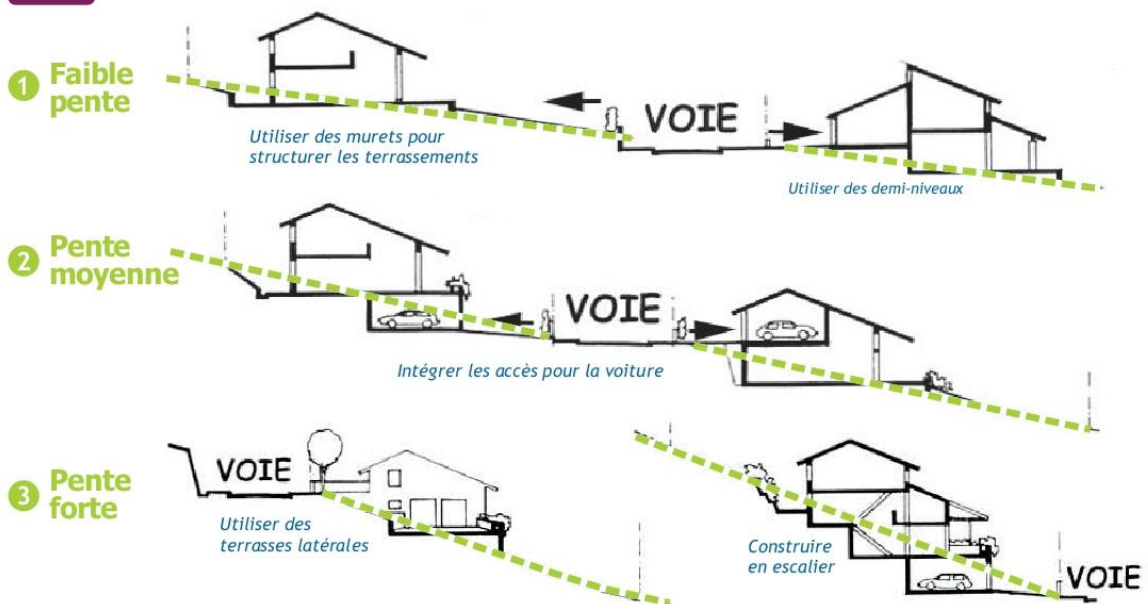 1 Faible
pente
Utiliser des murets pour
structurer les terrassements
VOIE
Utiliser des demi-niveaux
2 Pente
moyenne
VOIE
Intégrer les accès pour la voiture
3 Pente
forte
VOIE
Utiliser des
terrasses latérales
Construire
en escalier
VOIE